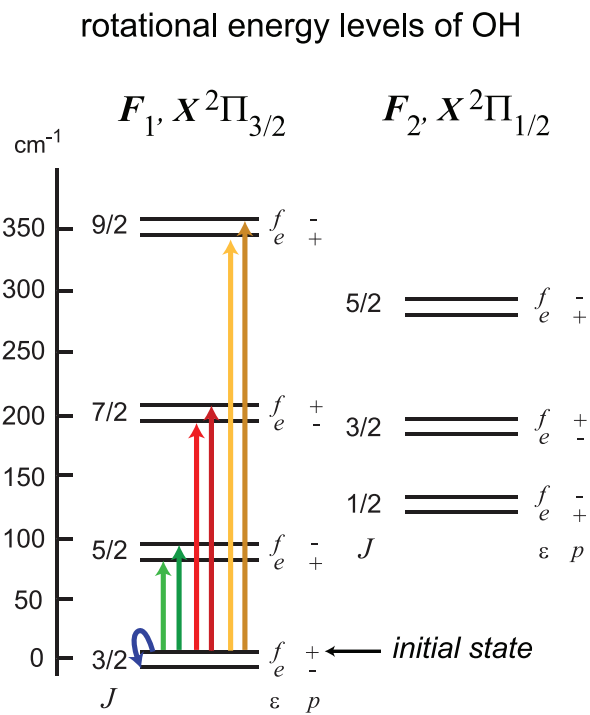 rotational energy levels of OH
F₁, X ²Π₃/₂
F₂, X ²Π₁/₂
cm⁻¹
350
300
250
200
150
100
50
0
9/2 f -
e +
7/2 f +
e -
5/2 f -
e +
3/2 f + initial state
e -
J ε p
5/2 f -
e +
3/2 f +
e -
1/2 f -
e +
J ε p